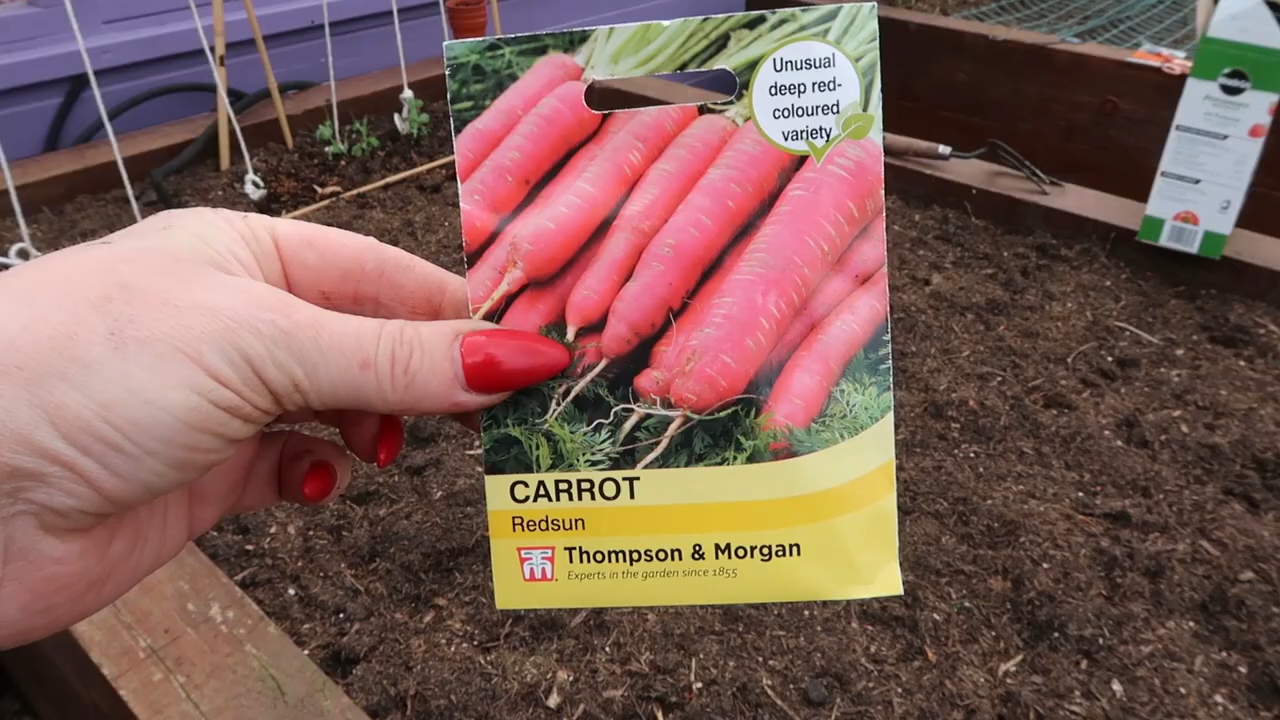 Unusual
deep red-
coloured
variety
CARROT
Redsun
Thompson & Morgan
Experts in the garden since 1855